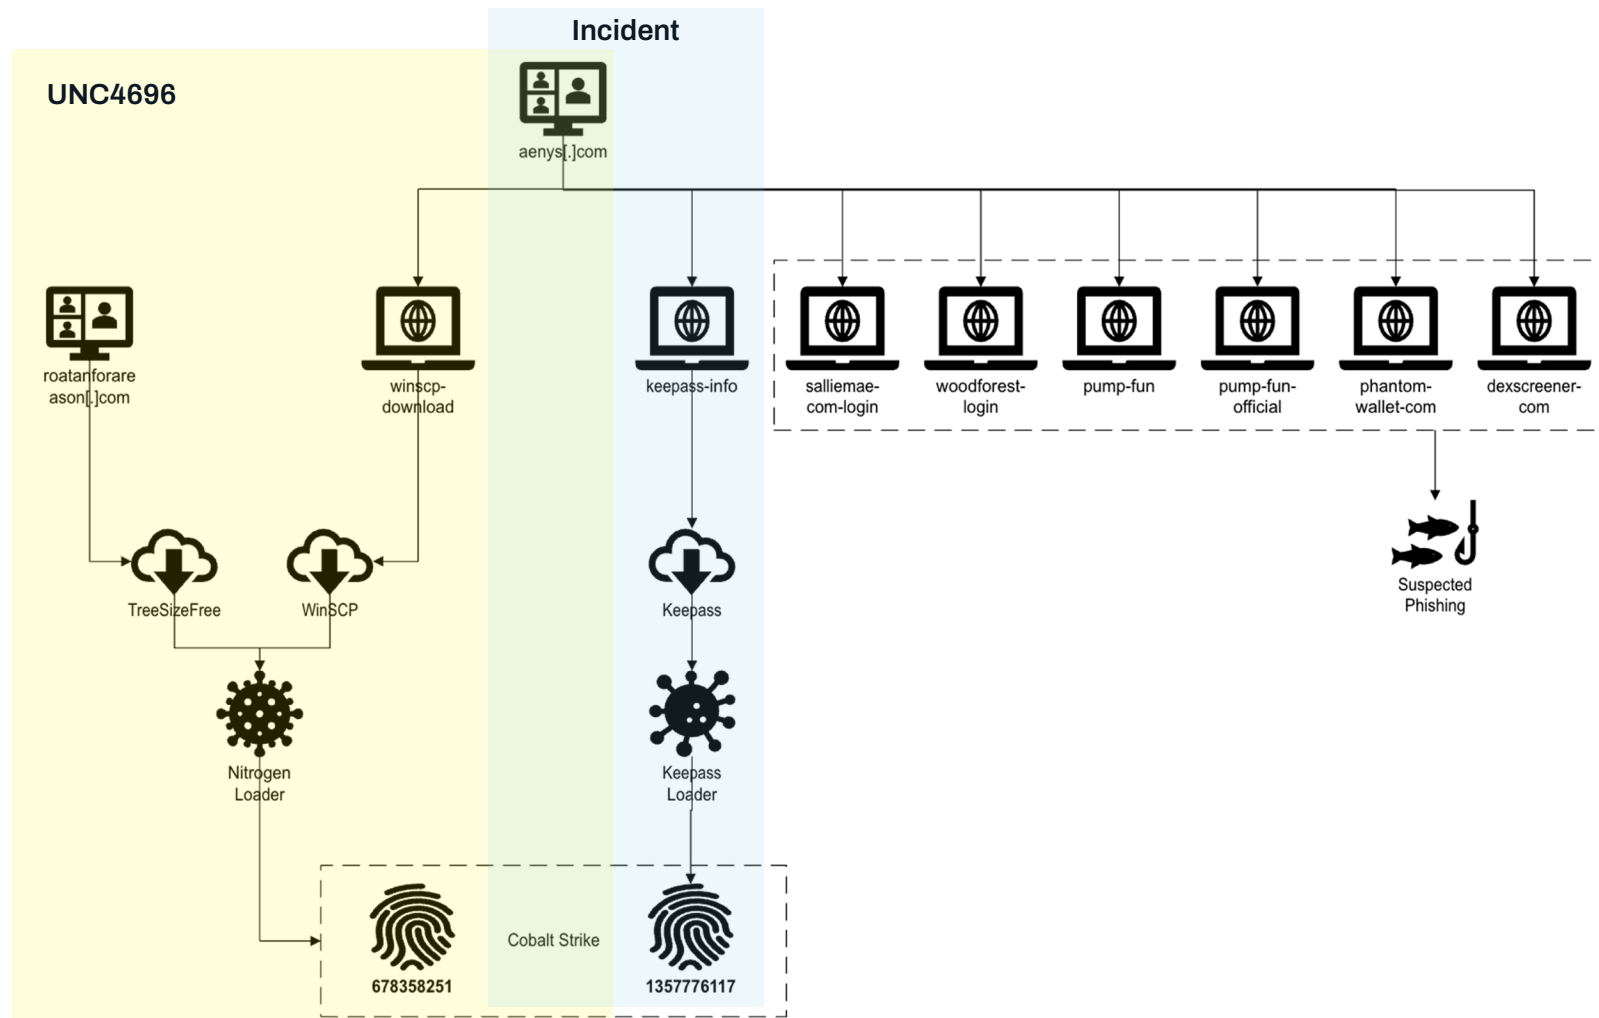 Incident
UNC4696
aenys[.]com
roatanforare
ason[.]com
winscp-
download
keepass-info
salliemae-
com-login
woodforest-
login
pump-fun
pump-fun-
official
phantom-
wallet-com
dexscreener-
com
TreeSizeFree
WinSCP
Keepass
Suspected
Phishing
Nitrogen
Loader
Keepass
Loader
Cobalt Strike
678358251
1357776117